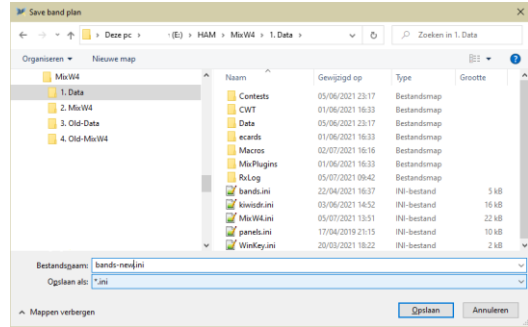 Save band plan
Deze pc › (E:) › HAM › MixW4 › 1. Data ›
Zoeken in 1. Data
Organiseren Nieuwe map
MixW4
1. Data
2. MixW4
3. Old-Data
4. Old-MixW4
Naam Gewijzigd op Type Grootte
Contests 05/06/2021 23:17 Bestandsmap
CWT 01/06/2021 16:33 Bestandsmap
Data 05/06/2021 23:17 Bestandsmap
ecards 01/06/2021 16:33 Bestandsmap
Macros 02/07/2021 16:16 Bestandsmap
MixPlugins 01/06/2021 16:33 Bestandsmap
RxLog 05/07/2021 09:42 Bestandsmap
bands.ini 22/04/2021 16:37 INI-bestand 5 kB
kiwisdr.ini 03/06/2021 14:52 INI-bestand 16 kB
MixW4.ini 05/07/2021 13:51 INI-bestand 22 kB
panels.ini 17/04/2019 21:15 INI-bestand 10 kB
WinKey.ini 20/03/2021 18:22 INI-bestand 2 kB
Bestandsnaam: bands-new.ini
Opslaan als: *.ini
Mappen verbergen
Opslaan Annuleren